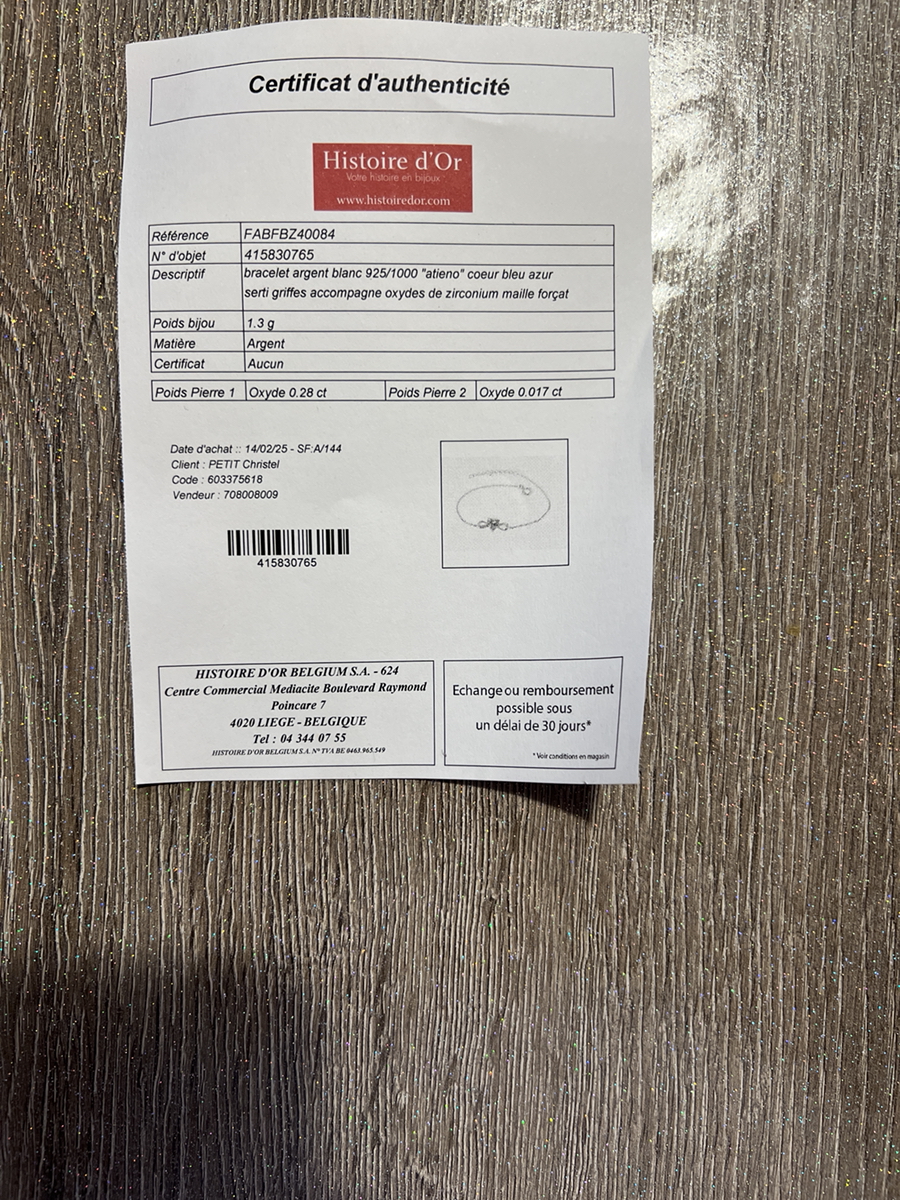 Certificat d'authenticité
Histoire d'Or
Votre histoire en bijoux
www.histoiredor.com
Référence FABFBZ40084
N° d'objet 415830765
Descriptif bracelet argent blanc 925/1000 "atieno" coeur bleu azur
serti griffes accompagne oxydes de zirconium maille forçat
Poids bijou 1.3 g
Matière Argent
Certificat Aucun
Poids Pierre 1 Oxyde 0.28 ct Poids Pierre 2 Oxyde 0.017 ct
Date d'achat :: 14/02/25 - SF:A/144
Client : PETIT Christel
Code : 603375618
Vendeur : 708008009
415830765
HISTOIRE D'OR BELGIUM S.A. - 624
Centre Commercial Mediacite Boulevard Raymond
Poincare 7
4020 LIEGE - BELGIQUE
Tel : 04 344 07 55
HISTOIRE D'OR BELGIUM S.A. N° TVA BE 0463.965.549
Echange ou remboursement
possible sous
un délai de 30 jours*
* Voir conditions en magasin